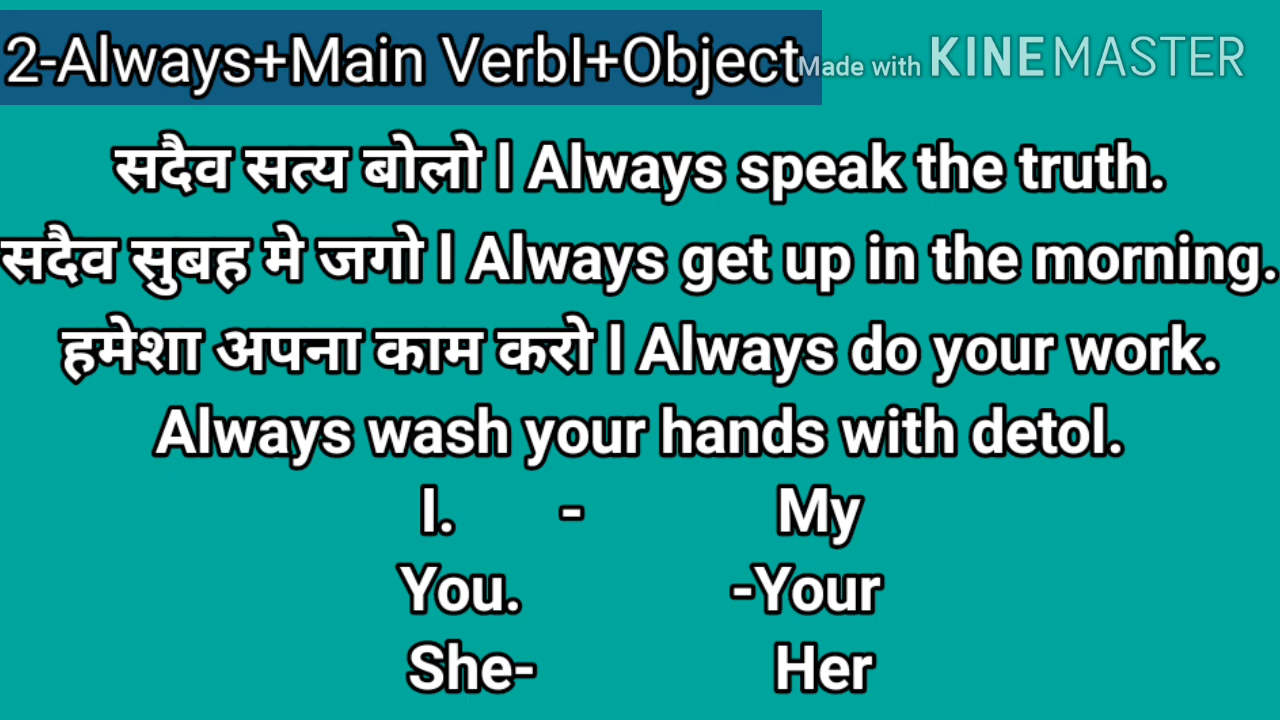 2-Always+Main VerbI+Object
Made with KINEMASTER
सदैव सत्य बोलो l Always speak the truth.
सदैव सुबह मे जगो l Always get up in the morning.
हमेशा अपना काम करो l Always do your work.
Always wash your hands with detol.
I. - My
You. -Your
She- Her